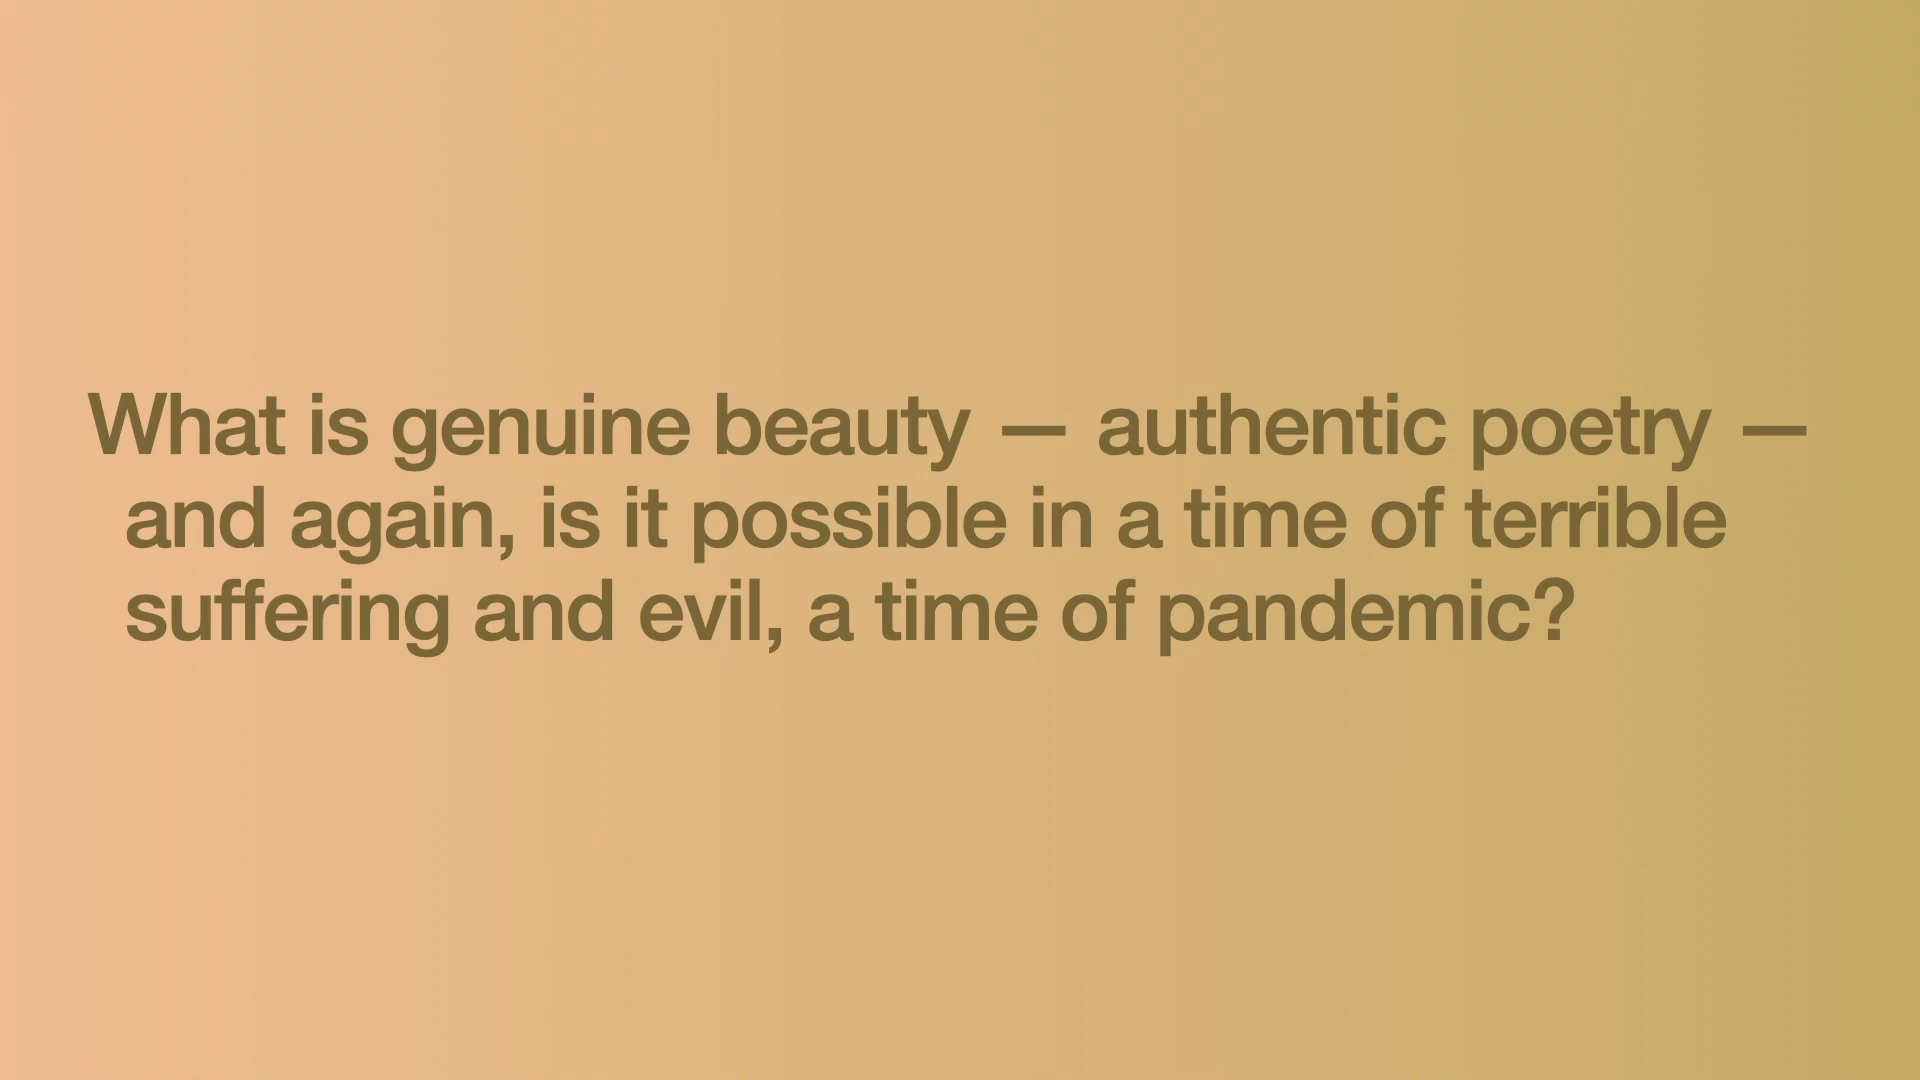 What is genuine beauty — authentic poetry —
and again, is it possible in a time of terrible
suffering and evil, a time of pandemic?